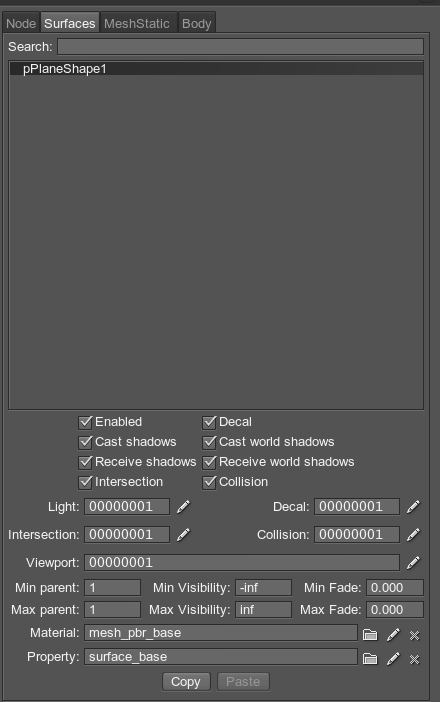 Node Surfaces MeshStatic Body
Search:
pPlaneShape1
Enabled Decal
Cast shadows Cast world shadows
Receive shadows Receive world shadows
Intersection Collision
Light: 00000001 Decal: 00000001
Intersection: 00000001 Collision: 00000001
Viewport: 00000001
Min parent: 1 Min Visibility: -inf Min Fade: 0.000
Max parent: 1 Max Visibility: inf Max Fade: 0.000
Material: mesh_pbr_base
Property: surface_base
Copy Paste